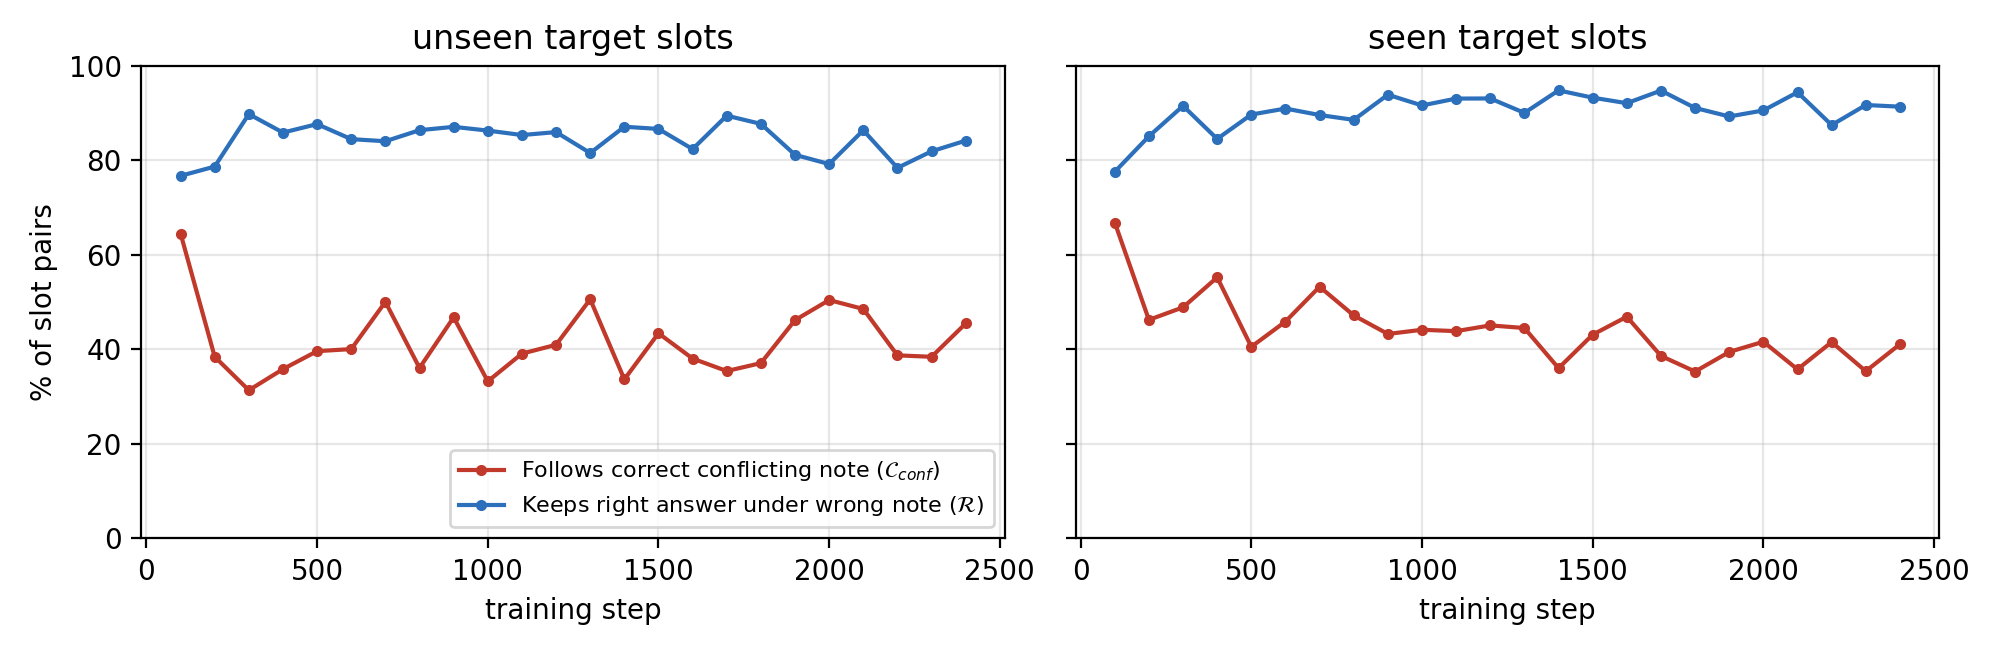 unseen target slots
seen target slots
% of slot pairs
100
80
60
40
20
0
Follows correct conflicting note (𝒞conf)
Keeps right answer under wrong note (ℛ)
0 500 1000 1500 2000 2500
0 500 1000 1500 2000 2500
training step
training step